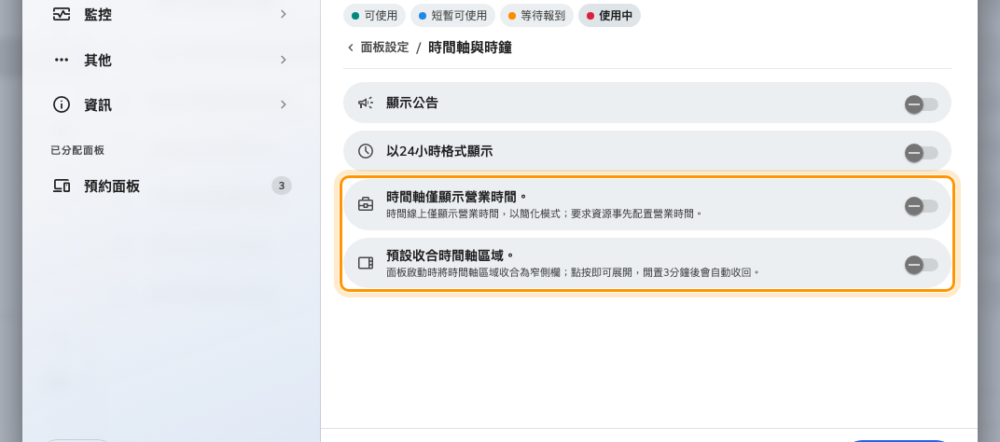 監控
其他
資訊
已分配面板
預約面板
3
可使用
短暫可使用
等待報到
使用中
面板設定 / 時間軸與時鐘
顯示公告
以24小時格式顯示
時間軸僅顯示營業時間。
時間線上僅顯示營業時間，以簡化模式；要求資源事先配置營業時間。
預設收合時間軸區域。
面板啟動時將時間軸區域收合為窄側欄；點按即可展開，閒置3分鐘後會自動收回。